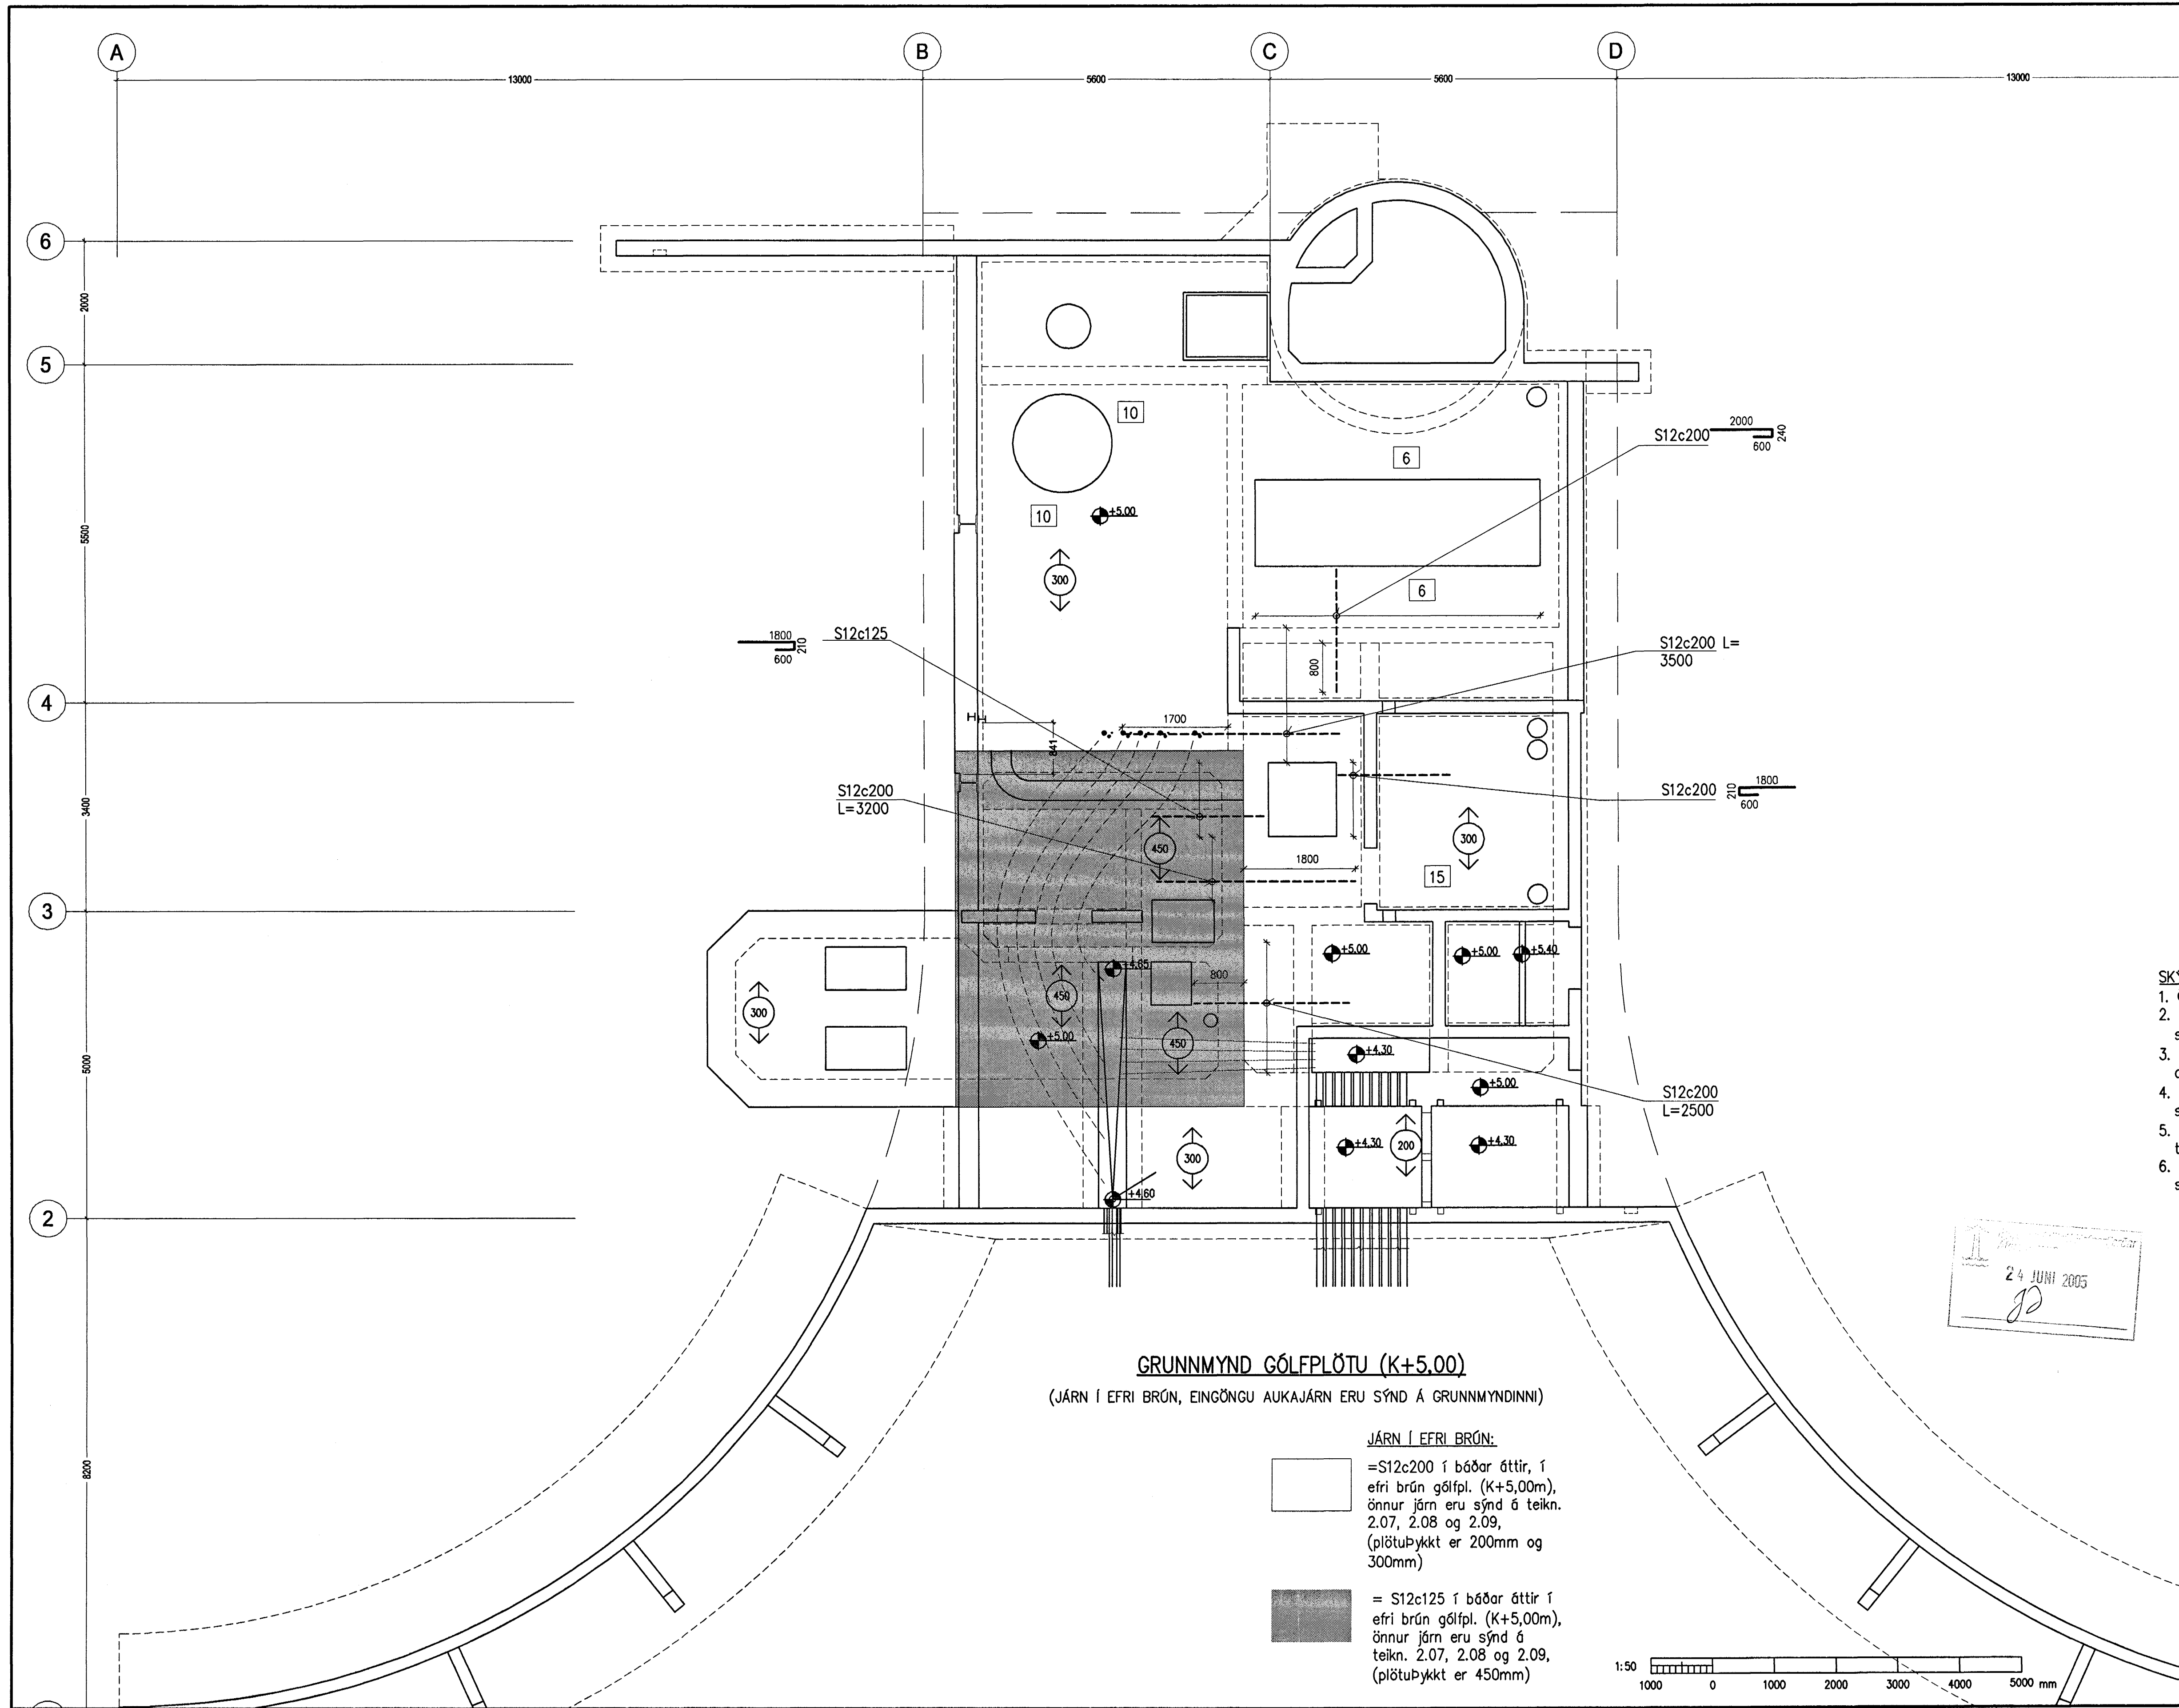 A
B
C
D
13000
5600
5600
13000
6
2000
5
5500
4
3400
3
5000
2
8200
10
6
10
+5.00
300
6
S12c200
2000
600
240
1800
600
210
S12c125
S12c200 L=
3500
800
1700
841
S12c200
L=3200
S12c200
210
1800
600
450
1800
300
15
+5.00
+5.00
+5.40
+4.85
800
300
450
+5.00
450
+4.30
+5.00
S12c200
L=2500
+4.30
200
+4.30
300
+4.60
SKÝ
1.
2.
s
3.
4.
s
5.
t
6.
s
24 JUNI 2005
GRUNNMYND GÓLFPLÖTU (K+5,00)
(JÁRN Í EFRI BRÚN, EINGÖNGU AUKAJÁRN ERU SÝND Á GRUNNMYNDINNI)
JÁRN Í EFRI BRÚN:
=S12c200 í báðar áttir, í
efri brún gólfpl. (K+5,00m),
önnur járn eru sýnd á teikn.
2.07, 2.08 og 2.09,
(plötuþykkt er 200mm og
300mm)
= S12c125 í báðar áttir í
efri brún gólfpl. (K+5,00m),
önnur járn eru sýnd á
teikn. 2.07, 2.08 og 2.09,
(plötuþykkt er 450mm)
1:50
1000 0 1000 2000 3000 4000 5000 mm